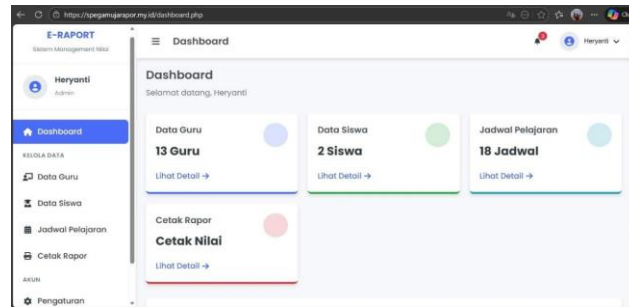 https://spegamujarapor.my.id/dashboard.php
E-RAPORT
Sistem Management Nilai
Heryanti
Admin
Dashboard
KELOLA DATA
Data Guru
Data Siswa
Jadwal Pelajaran
Cetak Rapor
AKUN
Pengaturan
Dashboard
Heryanti
Dashboard
Selamat datang, Heryanti
Data Guru
13 Guru
Lihat Detail →
Data Siswa
2 Siswa
Lihat Detail →
Jadwal Pelajaran
18 Jadwal
Lihat Detail →
Cetak Rapor
Cetak Nilai
Lihat Detail →